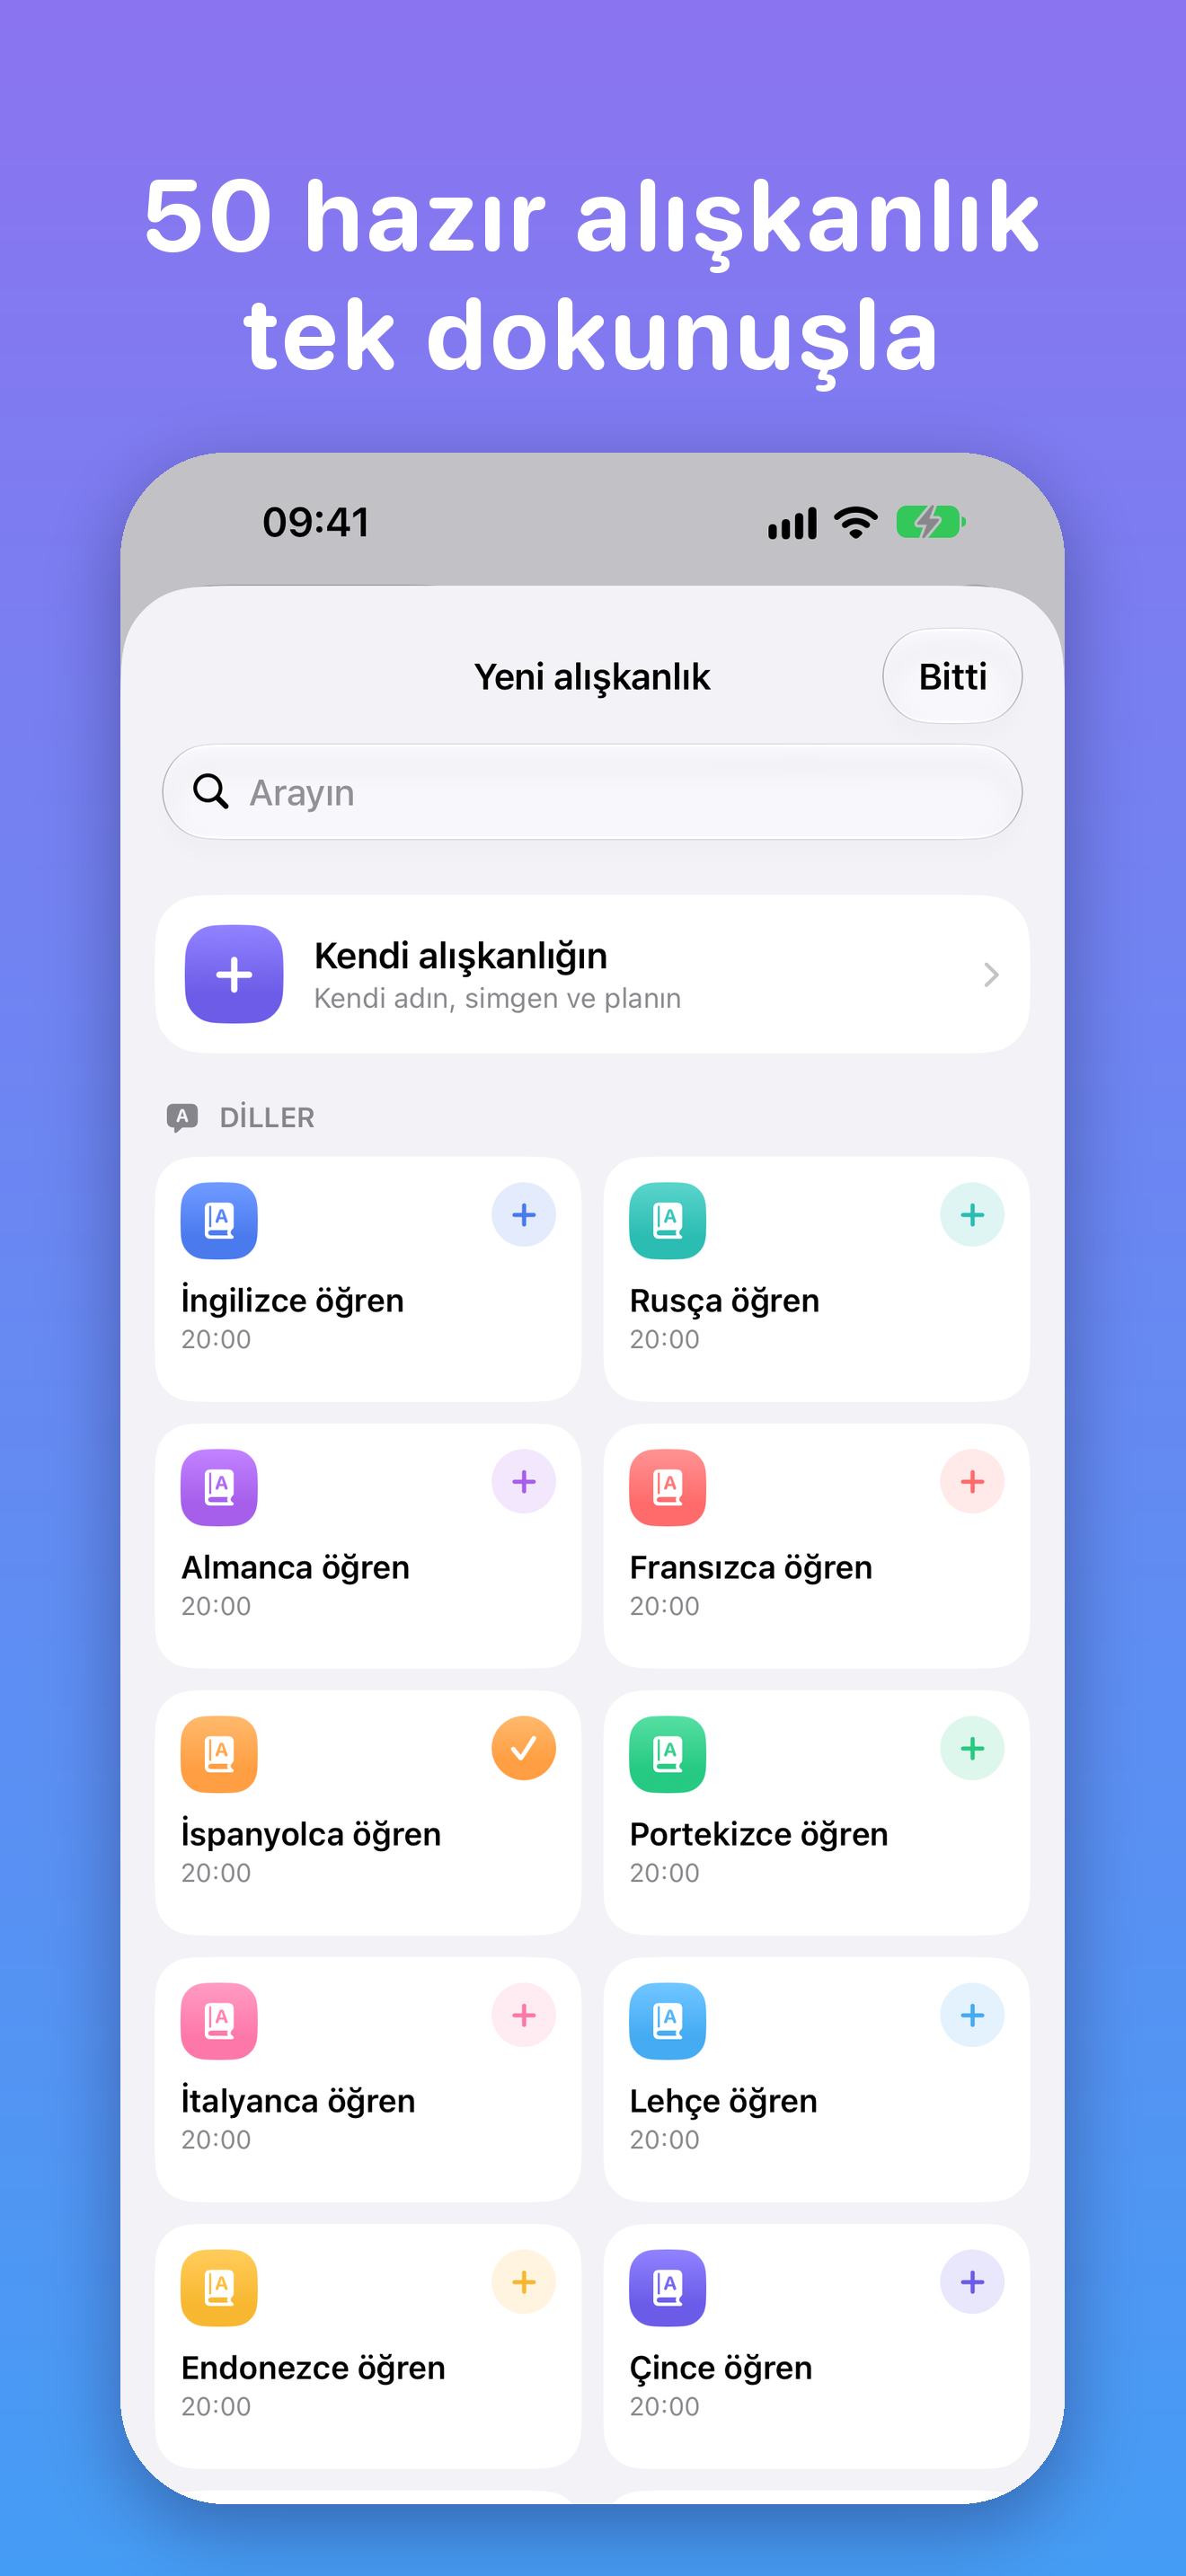 50 hazır alışkanlık
tek dokunuşla
09:41
Yeni alışkanlık
Bitti
Arayın
Kendi alışkanlığın
Kendi adın, simgen ve planın
DİLLER
İngilizce öğren
20:00
Rusça öğren
20:00
Almanca öğren
20:00
Fransızca öğren
20:00
İspanyolca öğren
20:00
Portekizce öğren
20:00
İtalyanca öğren
20:00
Lehçe öğren
20:00
Endonezce öğren
20:00
Çince öğren
20:00